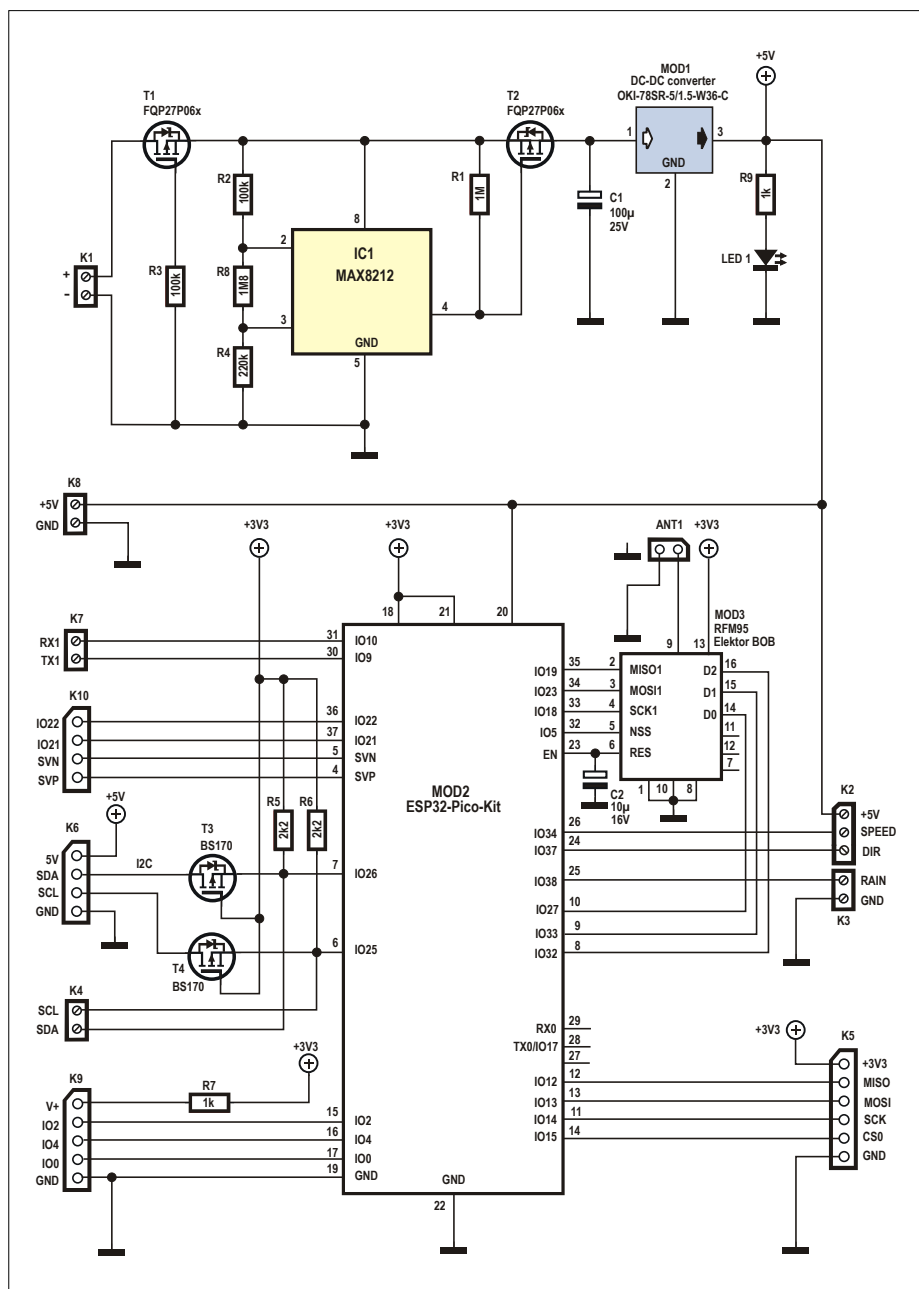 MOD1
DC-DC converter
OKI-78SR-5/1.5-W36-C
+5V
T1
FQP27P06x
T2
FQP27P06x
1
3
GND
2
R2
100k
R1
1M
R9
1k
C1
100µ
25V
8
2
IC1
MAX8212
K1
+
-
R3
100k
R8
1M8
LED 1
4
3
R4
220k
GND
5
K8
+5V
GND
+3V3
+3V3
ANT1
+3V3
18
21
20
MOD3
RFM95
Elektor BOB
9
13
K7
RX1
TX1
31
30
IO10
IO9
IO19
IO23
IO18
IO5
EN
35
34
33
32
23
2
3
4
5
6
MISO1
MOSI1
SCK1
NSS
RES
D2
D1
D0
16
15
14
11
12
7
1
10
8
K10
IO22
IO21
SVN
SVP
36
37
5
4
IO22
IO21
SVN
SVP
MOD2
ESP32-Pico-Kit
C2
10µ
16V
+5V
R5
2k2
R6
2k2
K2
+5V
SPEED
DIR
26
24
IO34
IO37
K6
5V
SDA
SCL
GND
I2C
T3
BS170
7
IO26
25
IO38
RAIN
GND
K3
10
IO27
9
IO33
8
IO32
T4
BS170
6
IO25
K4
SCL
SDA
RX0
29
TX0/IO17
28
27
+3V3
K5
+3V3
MISO
MOSI
SCK
CS0
GND
IO12
IO13
IO14
IO15
12
13
11
14
K9
V+
IO2
IO4
IO0
GND
R7
1k
+3V3
15
16
17
19
IO2
IO4
IO0
GND
GND
22